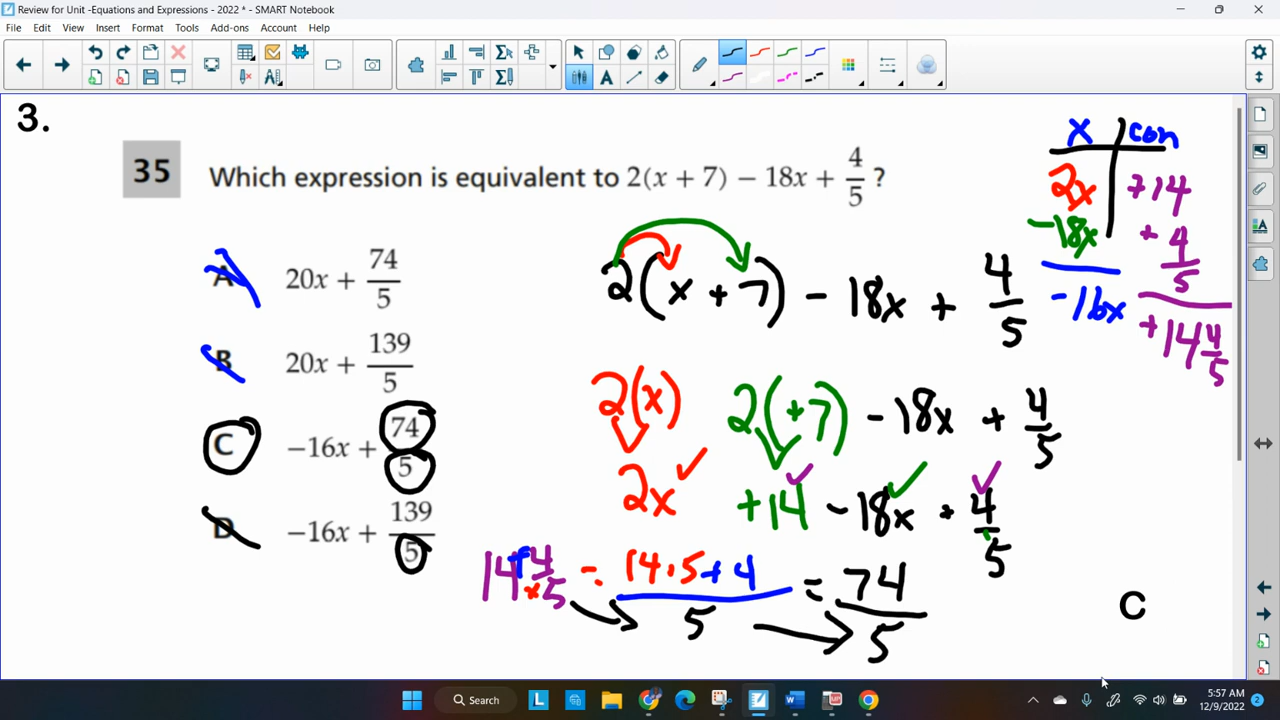 Review for Unit -Equations and Expressions - 2022 * - SMART Notebook
File Edit View Insert Format Tools Add-ons Account Help
3.
35 Which expression is equivalent to 2(x + 7) − 18x + 4/5 ?
x con
2x +14
−18x + 4/5
−16x +14 4/5
A 20x + 74/5
B 20x + 139/5
C −16x + 74/5
D −16x + 139/5
2(x + 7) − 18x + 4/5
2(x) 2(+7) − 18x + 4/5
2x +14 − 18x + 4/5
14 + 4/5 = 14·5+4/5 = 74/5
x
C
Search
5:57 AM
12/9/2022
2